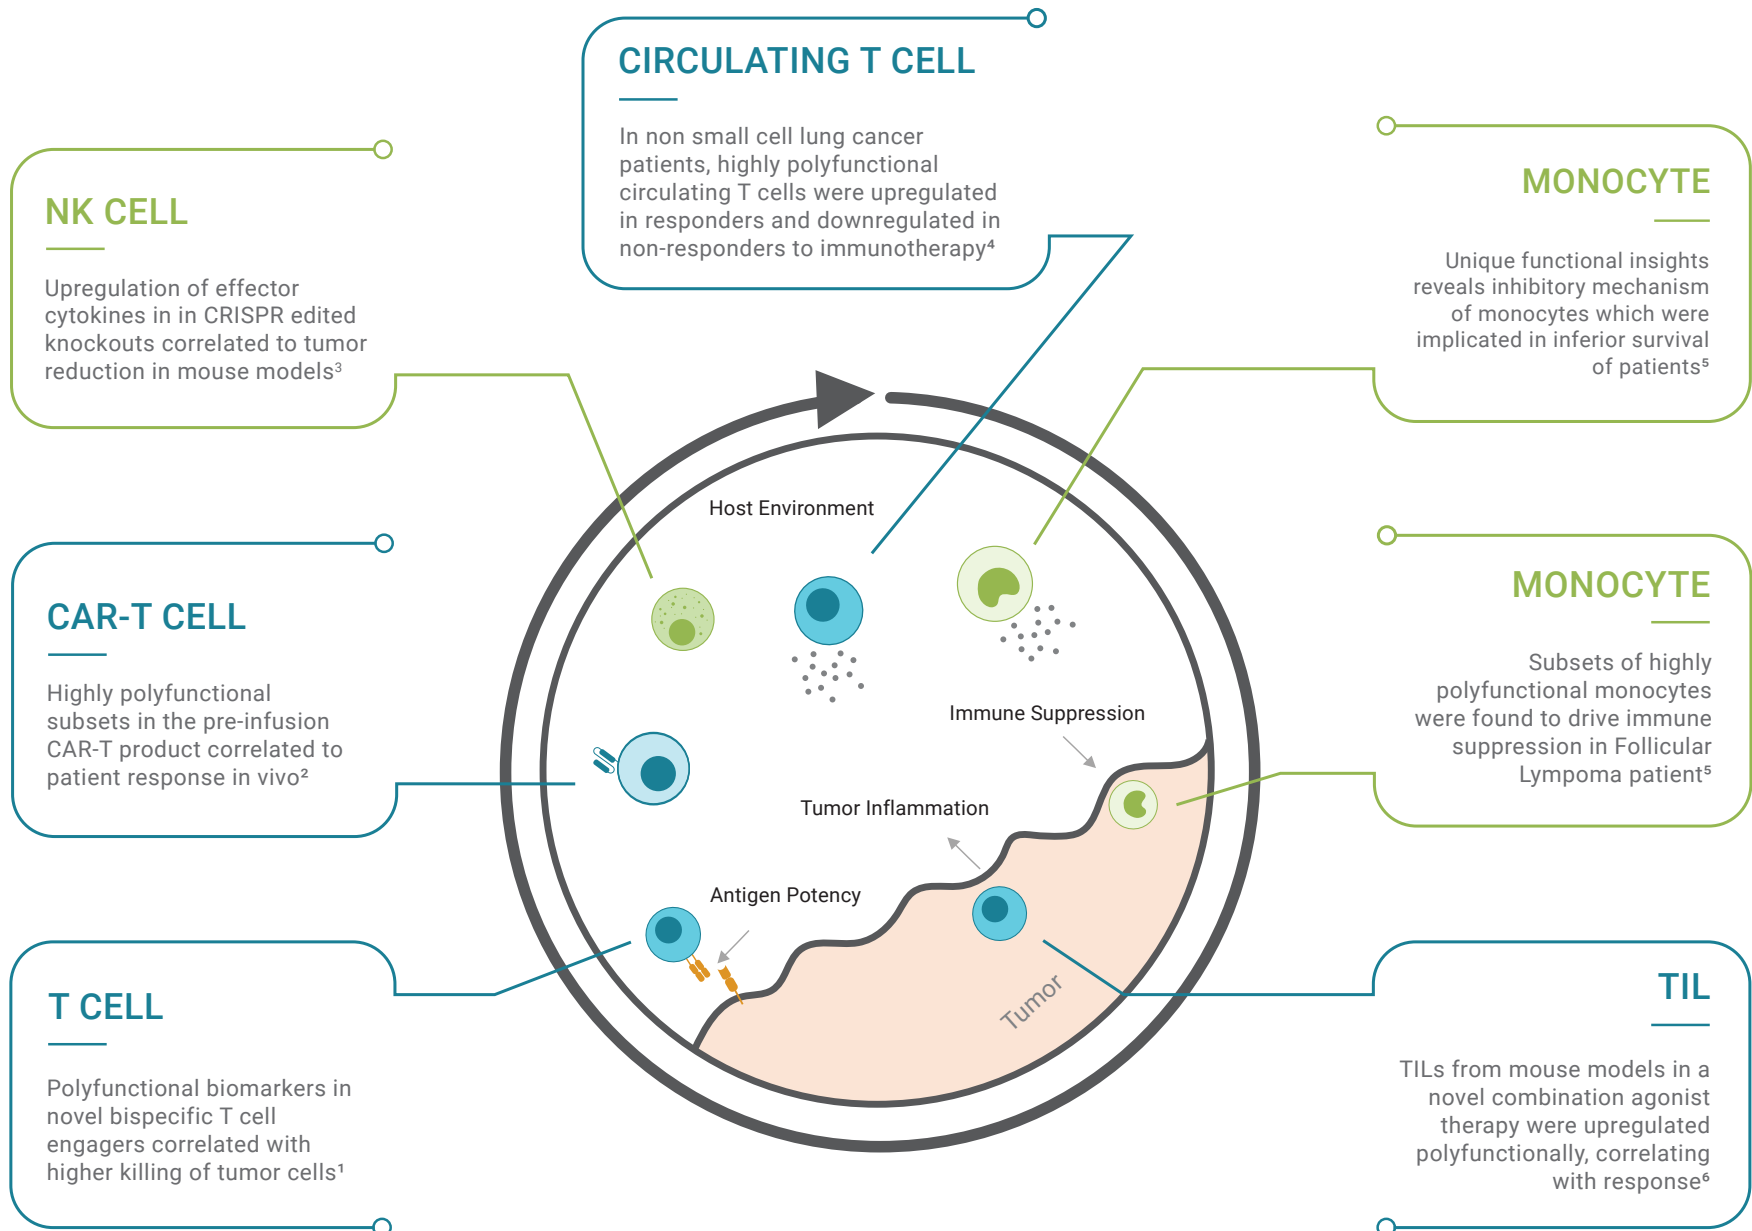 CIRCULATING T CELL
In non small cell lung cancer
patients, highly polyfunctional
circulating T cells were upregulated
in responders and downregulated in
non-responders to immunotherapy⁴
NK CELL
Upregulation of effector
cytokines in in CRISPR edited
knockouts correlated to tumor
reduction in mouse models³
MONOCYTE
Unique functional insights
reveals inhibitory mechanism
of monocytes which were
implicated in inferior survival
of patients⁵
CAR-T CELL
Highly polyfunctional
subsets in the pre-infusion
CAR-T product correlated to
patient response in vivo²
MONOCYTE
Subsets of highly
polyfunctional monocytes
were found to drive immune
suppression in Follicular
Lympoma patient⁵
T CELL
Polyfunctional biomarkers in
novel bispecific T cell
engagers correlated with
higher killing of tumor cells¹
TIL
TILs from mouse models in a
novel combination agonist
therapy were upregulated
polyfunctionally, correlating
with response⁶
Host Environment
Immune Suppression
Tumor Inflammation
Antigen Potency
Tumor